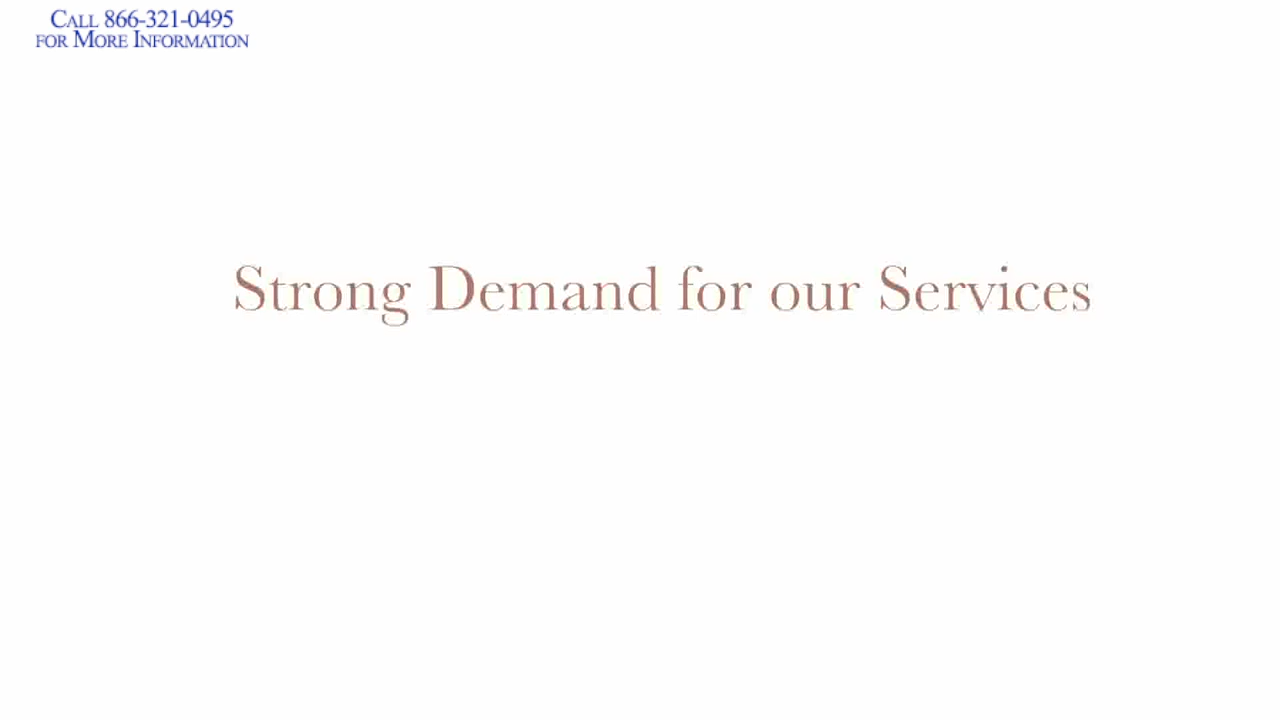 Call 866-321-0495
for More Information
Strong Demand for our Services